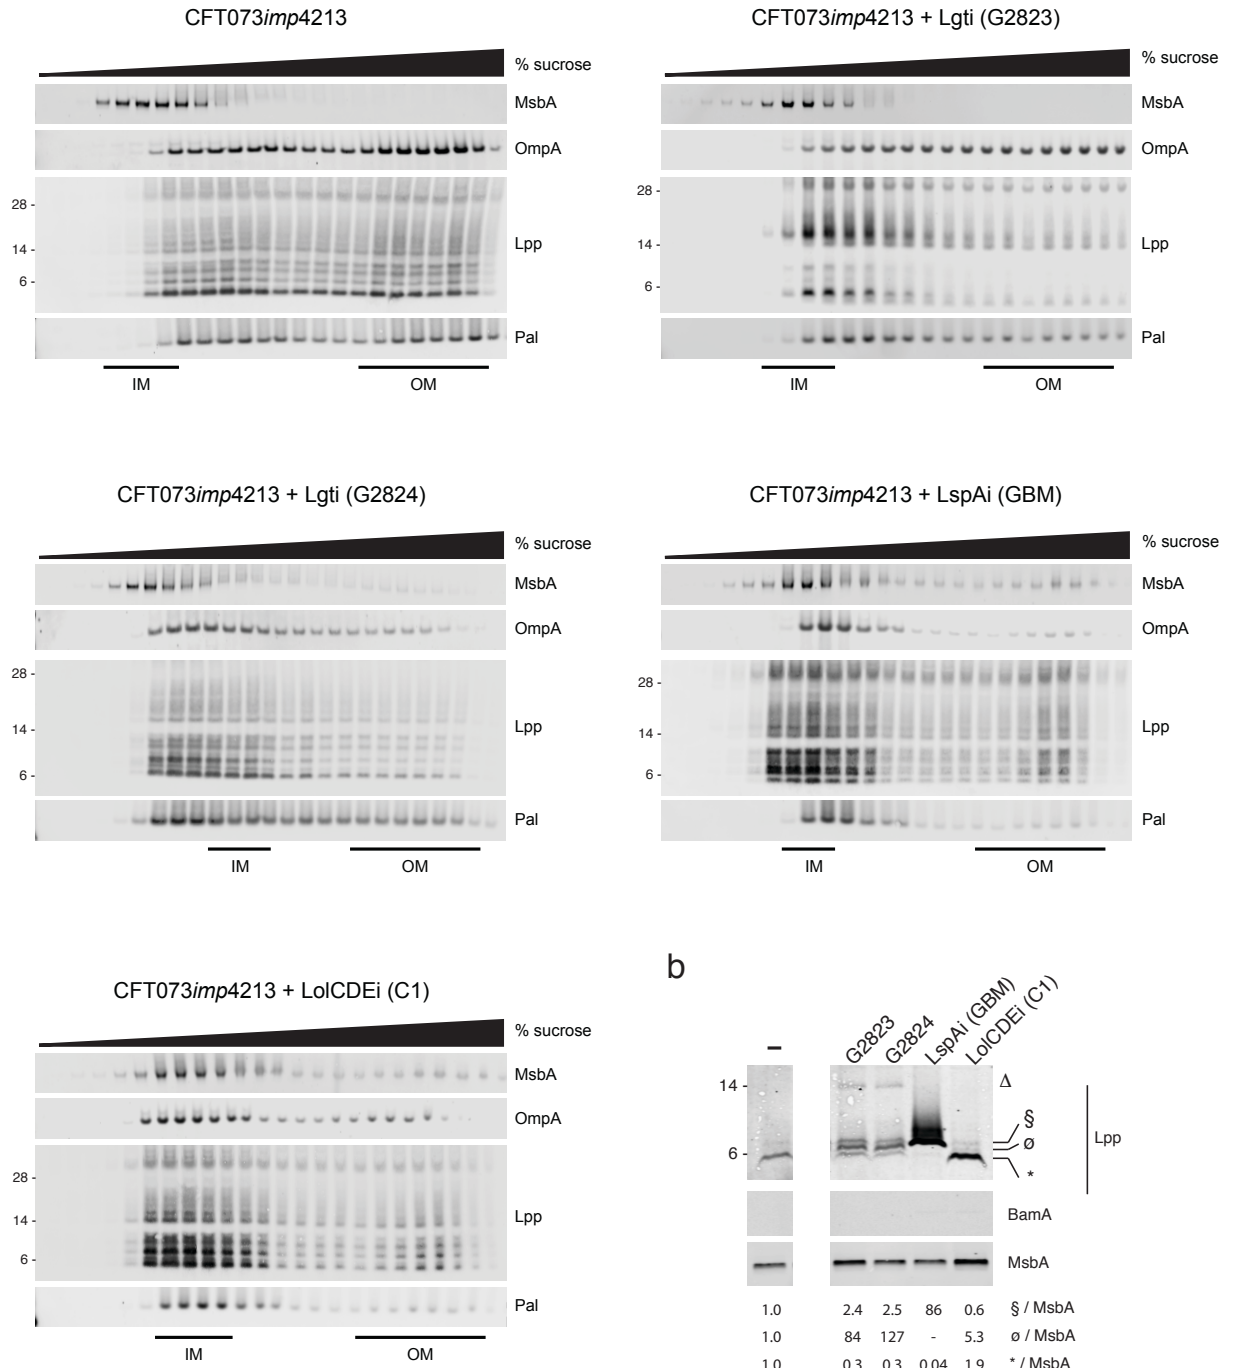 CFT073imp4213
% sucrose
MsbA
OmpA
28 -
14 -
6 -
Lpp
Pal
IM
OM
CFT073imp4213 + Lgti (G2823)
% sucrose
MsbA
OmpA
28 -
14 -
6 -
Lpp
Pal
IM
OM
CFT073imp4213 + Lgti (G2824)
% sucrose
MsbA
OmpA
28 -
14 -
6 -
Lpp
Pal
IM
OM
CFT073imp4213 + LspAi (GBM)
% sucrose
MsbA
OmpA
28 -
14 -
6 -
Lpp
Pal
IM
OM
CFT073imp4213 + LolCDEi (C1)
% sucrose
MsbA
OmpA
28 -
14 -
6 -
Lpp
Pal
IM
OM
b
– G2823 G2824 LspAi (GBM) LolCDEi (C1)
14 -
6 -
Δ
§
ø
*
Lpp
BamA
MsbA
1.0 2.4 2.5 86 0.6 § / MsbA
1.0 84 127 - 5.3 ø / MsbA
1.0 0.3 0.3 0.04 1.9 * / MsbA